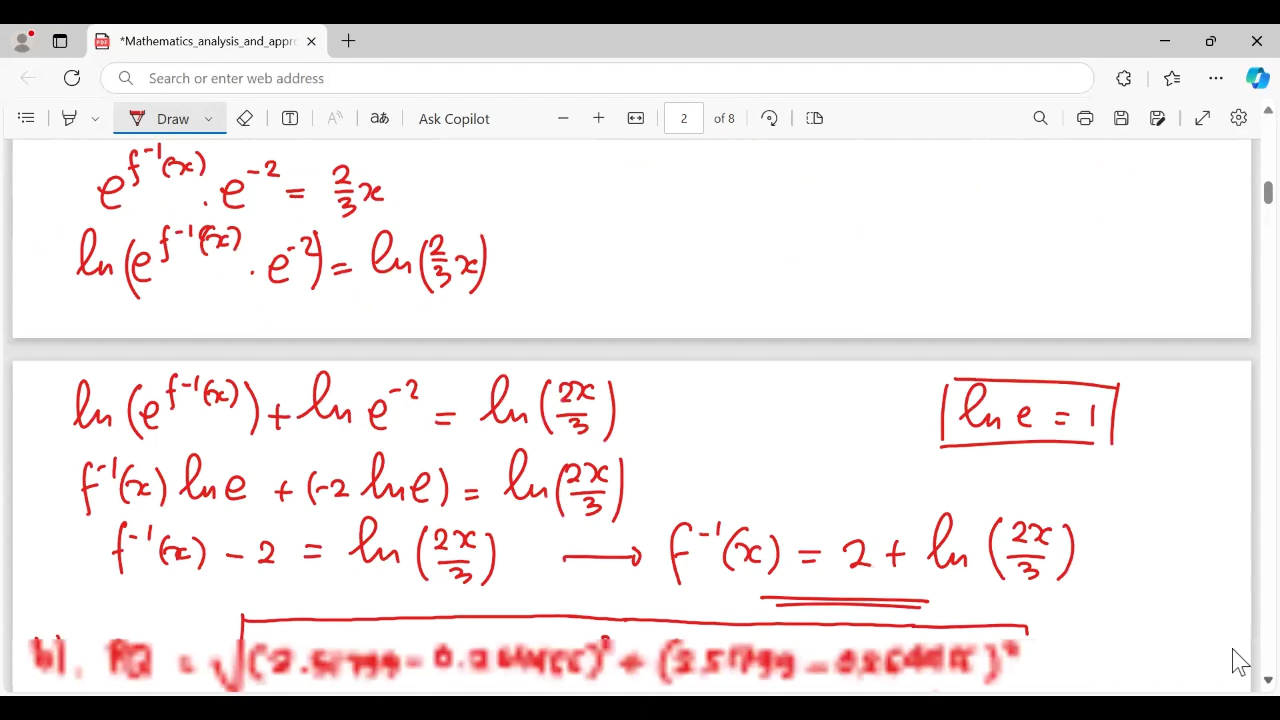 *Mathematics_analysis_and_appro
Search or enter web address
Draw
Ask Copilot
2 of 8
e^{f^{-1}(x)} . e^{-2} = 2/3 x
ln(e^{f^{-1}(x)} . e^{-2}) = ln(2/3 x)
ln(e^{f^{-1}(x)}) + ln e^{-2} = ln(2x/3)
ln e = 1
f^{-1}(x) ln e + (-2 ln e) = ln(2x/3)
f^{-1}(x) - 2 = ln(2x/3) → f^{-1}(x) = 2 + ln(2x/3)
b). PQ = √